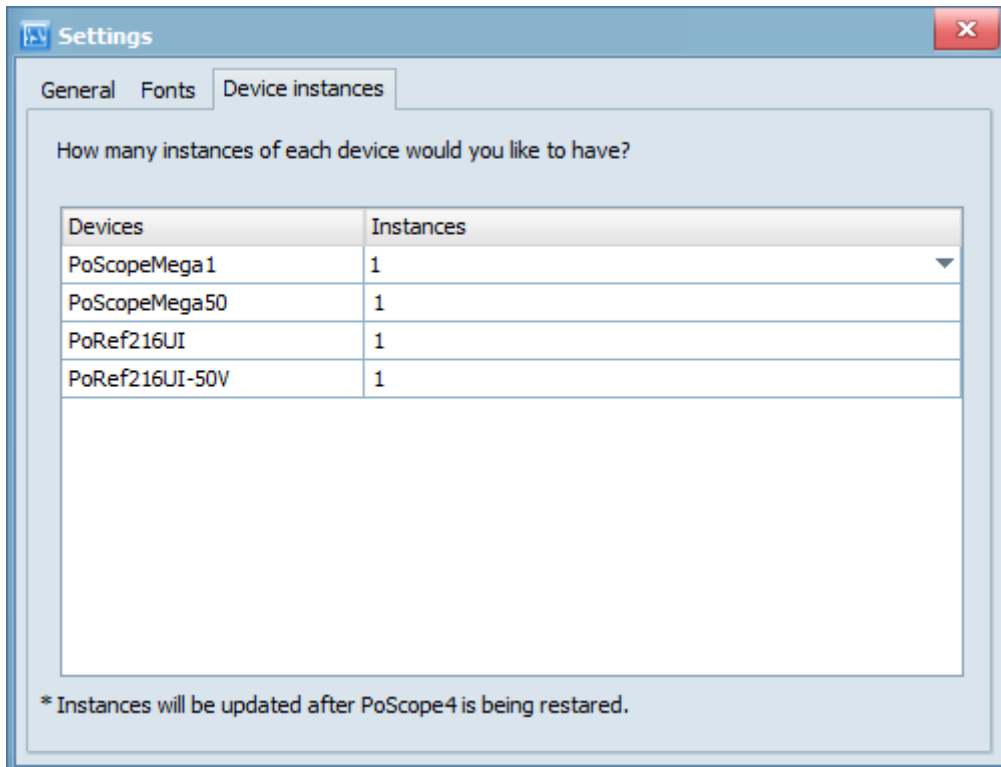 Settings
General Fonts Device instances
How many instances of each device would you like to have?
Devices Instances
PoScopeMega1 1
PoScopeMega50 1
PoRef216UI 1
PoRef216UI-50V 1
* Instances will be updated after PoScope4 is being restared.